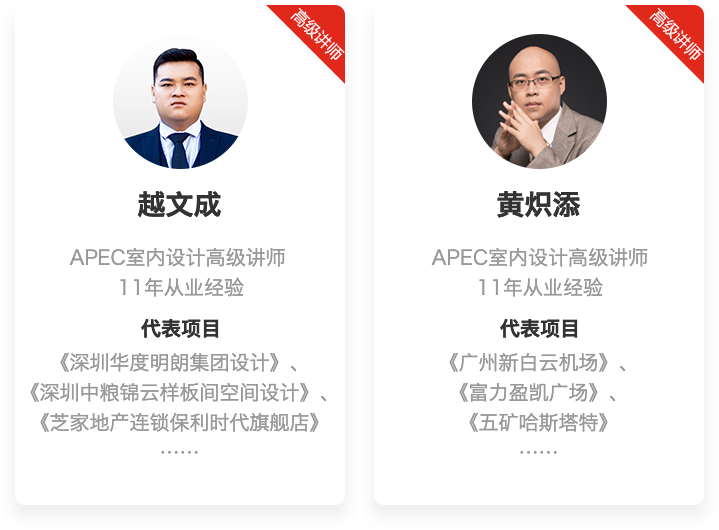 高级讲师
越文成
APEC室内设计高级讲师
11年从业经验
代表项目
《深圳华度明朗集团设计》、
《深圳中粮锦云样板间空间设计》、
《芝家地产连锁保利时代旗舰店》
……
高级讲师
黄炽添
APEC室内设计高级讲师
11年从业经验
代表项目
《广州新白云机场》、
《富力盈凯广场》、
《五矿哈斯塔特》
……